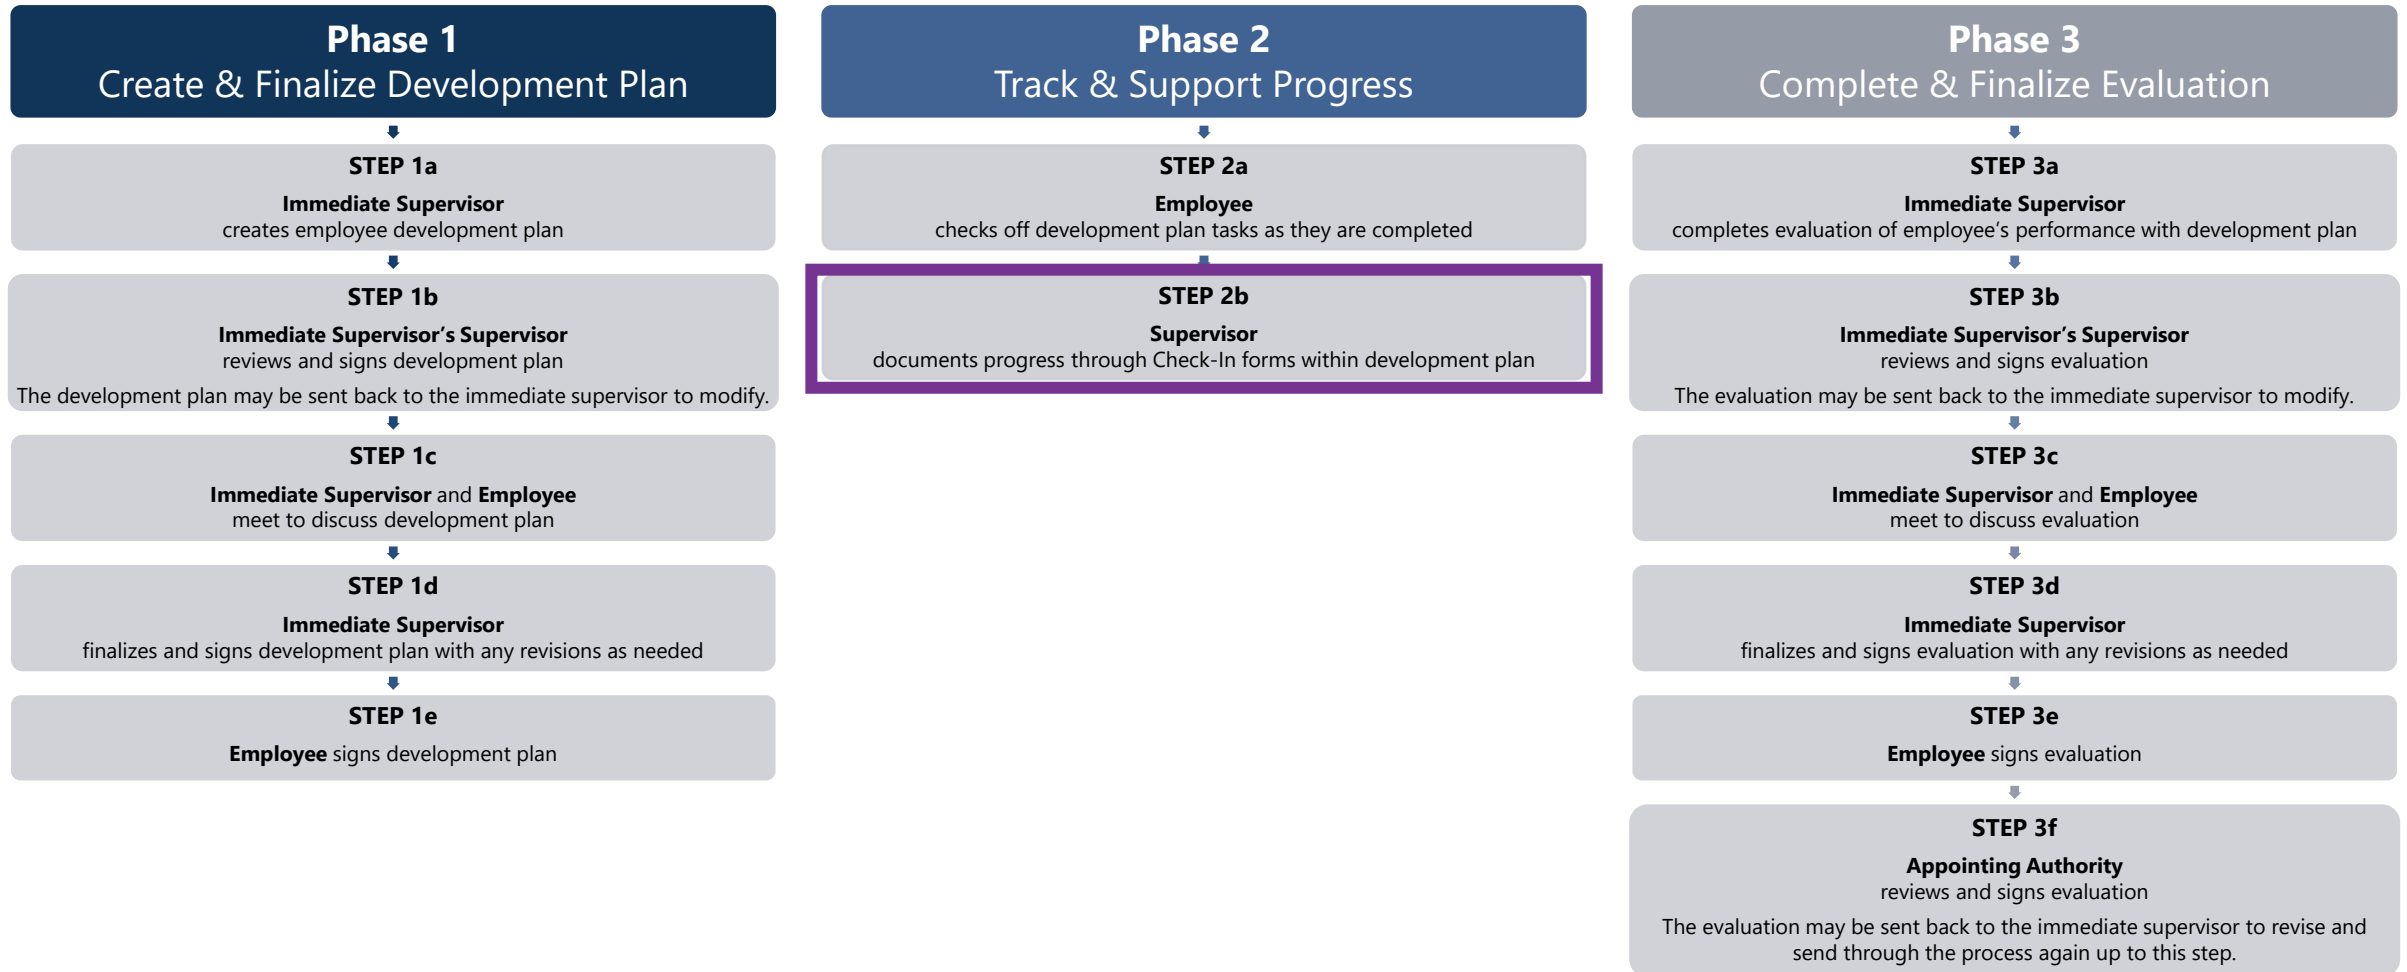 Phase 1
Create & Finalize Development Plan
STEP 1a
Immediate Supervisor
creates employee development plan
STEP 1b
Immediate Supervisor’s Supervisor
reviews and signs development plan
The development plan may be sent back to the immediate supervisor to modify.
STEP 1c
Immediate Supervisor and Employee
meet to discuss development plan
STEP 1d
Immediate Supervisor
finalizes and signs development plan with any revisions as needed
STEP 1e
Employee signs development plan
Phase 2
Track & Support Progress
STEP 2a
Employee
checks off development plan tasks as they are completed
STEP 2b
Supervisor
documents progress through Check-In forms within development plan
Phase 3
Complete & Finalize Evaluation
STEP 3a
Immediate Supervisor
completes evaluation of employee’s performance with development plan
STEP 3b
Immediate Supervisor’s Supervisor
reviews and signs evaluation
The evaluation may be sent back to the immediate supervisor to modify.
STEP 3c
Immediate Supervisor and Employee
meet to discuss evaluation
STEP 3d
Immediate Supervisor
finalizes and signs evaluation with any revisions as needed
STEP 3e
Employee signs evaluation
STEP 3f
Appointing Authority
reviews and signs evaluation
The evaluation may be sent back to the immediate supervisor to revise and
send through the process again up to this step.